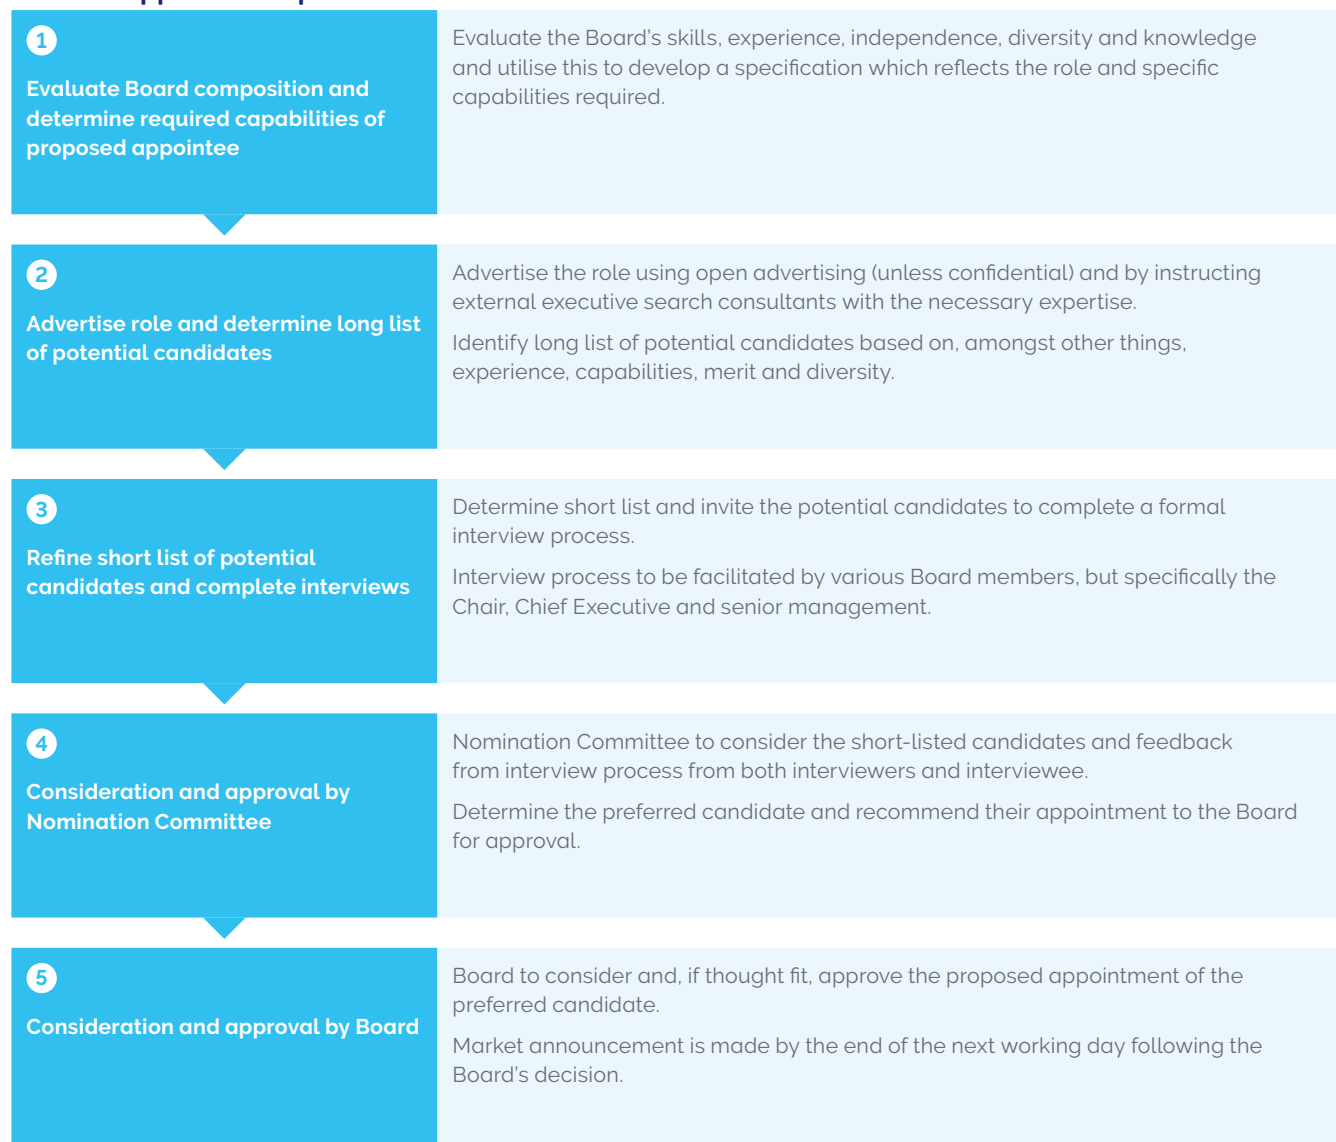 1
Evaluate Board composition and
determine required capabilities of
proposed appointee
Evaluate the Board's skills, experience, independence, diversity and knowledge
and utilise this to develop a specification which reflects the role and specific
capabilities required.
2
Advertise role and determine long list
of potential candidates
Advertise the role using open advertising (unless confidential) and by instructing
external executive search consultants with the necessary expertise.
Identify long list of potential candidates based on, amongst other things,
experience, capabilities, merit and diversity.
3
Refine short list of potential
candidates and complete interviews
Determine short list and invite the potential candidates to complete a formal
interview process.
Interview process to be facilitated by various Board members, but specifically the
Chair, Chief Executive and senior management.
4
Consideration and approval by
Nomination Committee
Nomination Committee to consider the short-listed candidates and feedback
from interview process from both interviewers and interviewee.
Determine the preferred candidate and recommend their appointment to the Board
for approval.
5
Consideration and approval by Board
Board to consider and, if thought fit, approve the proposed appointment of the
preferred candidate.
Market announcement is made by the end of the next working day following the
Board's decision.